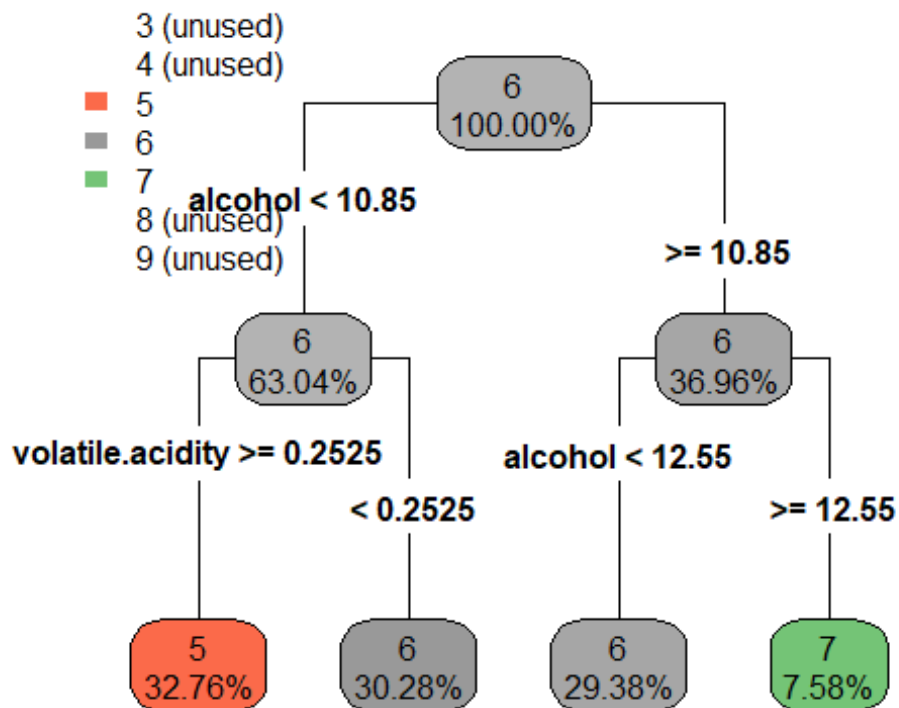 3 (unused)
4 (unused)
5
6
7
8 (unused)
9 (unused)
6
100.00%
alcohol < 10.85
>= 10.85
6
63.04%
6
36.96%
volatile.acidity >= 0.2525
< 0.2525
alcohol < 12.55
>= 12.55
5
32.76%
6
30.28%
6
29.38%
7
7.58%